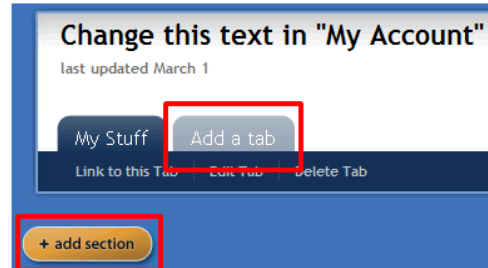 Change this text in "My Account"
last updated March 1
My Stuff Add a tab
Link to this Tab Edit Tab Delete Tab
+ add section